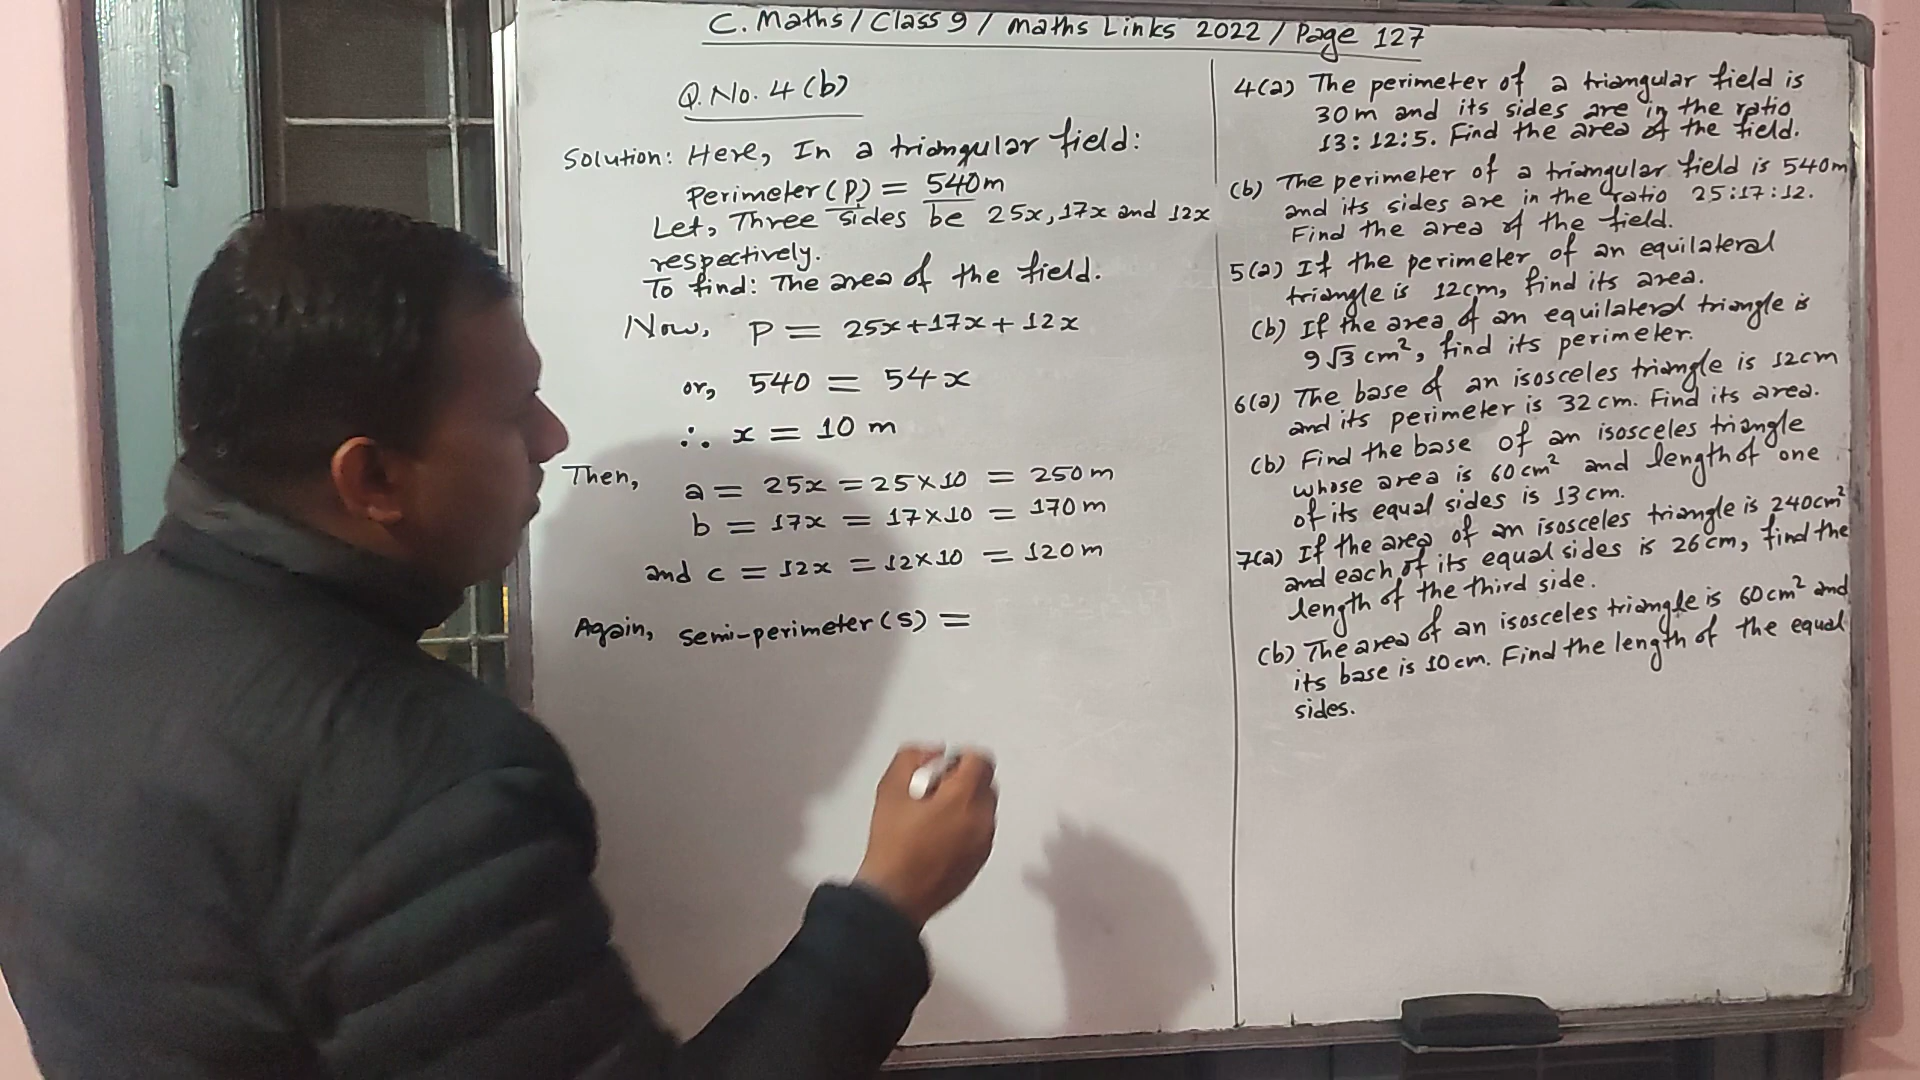 C. Maths / Class 9 / Maths Links 2022 / Page 127
Q. No. 4 (b)
Solution: Here, In a triangular field:
Perimeter (P) = 540m
Let, Three sides be 25x, 17x and 12x
respectively.
To find: The area of the field.
Now, P = 25x + 17x + 12x
or, 540 = 54x
∴ x = 10 m
Then, a = 25x = 25×10 = 250m
b = 17x = 17×10 = 170m
and c = 12x = 12×10 = 120m
Again, semi-perimeter (s) =
4(a) The perimeter of a triangular field is
30m and its sides are in the ratio
13:12:5. Find the area of the field.
(b) The perimeter of a triangular field is 540m
and its sides are in the ratio 25:17:12.
Find the area of the field.
5(a) If the perimeter of an equilateral
triangle is 12cm, find its area.
(b) If the area of an equilateral triangle is
9√3 cm², find its perimeter.
6(a) The base of an isosceles triangle is 12cm
and its perimeter is 32cm. Find its area.
(b) Find the base of an isosceles triangle
whose area is 60cm² and length of one
of its equal sides is 13cm.
7(a) If the area of an isosceles triangle is 240cm²
and each of its equal sides is 26cm, find the
length of the third side.
(b) The area of an isosceles triangle is 60cm² and
its base is 10cm. Find the length of the equal
sides.